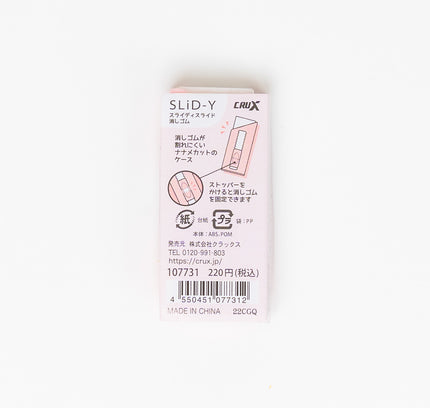 SLiD-Y CRUX
スライディスライド
消しゴム
消しゴムが
割れにくい
ナナメカットの
ケース
ストッパーを
かけると消しゴム
を固定できます
紙 台紙 プラ 袋:PP
本体:ABS.POM
発売元 株式会社クラックス
TEL 0120-991-803
https://crux.jp/
107731 220円(税込)
4 550451 077312
MADE IN CHINA 22CGQ